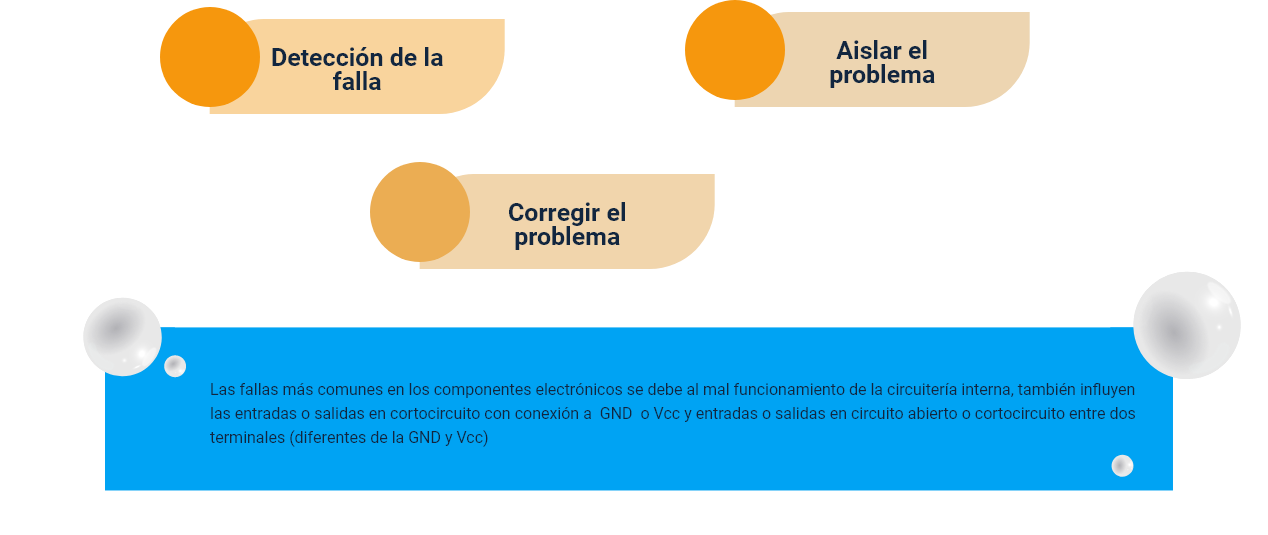 Detección de la
falla
Aislar el
problema
Corregir el
problema
Las fallas más comunes en los componentes electrónicos se debe al mal funcionamiento de la circuitería interna, también influyen
las entradas o salidas en cortocircuito con conexión a  GND  o Vcc y entradas o salidas en circuito abierto o cortocircuito entre dos
terminales (diferentes de la GND y Vcc)